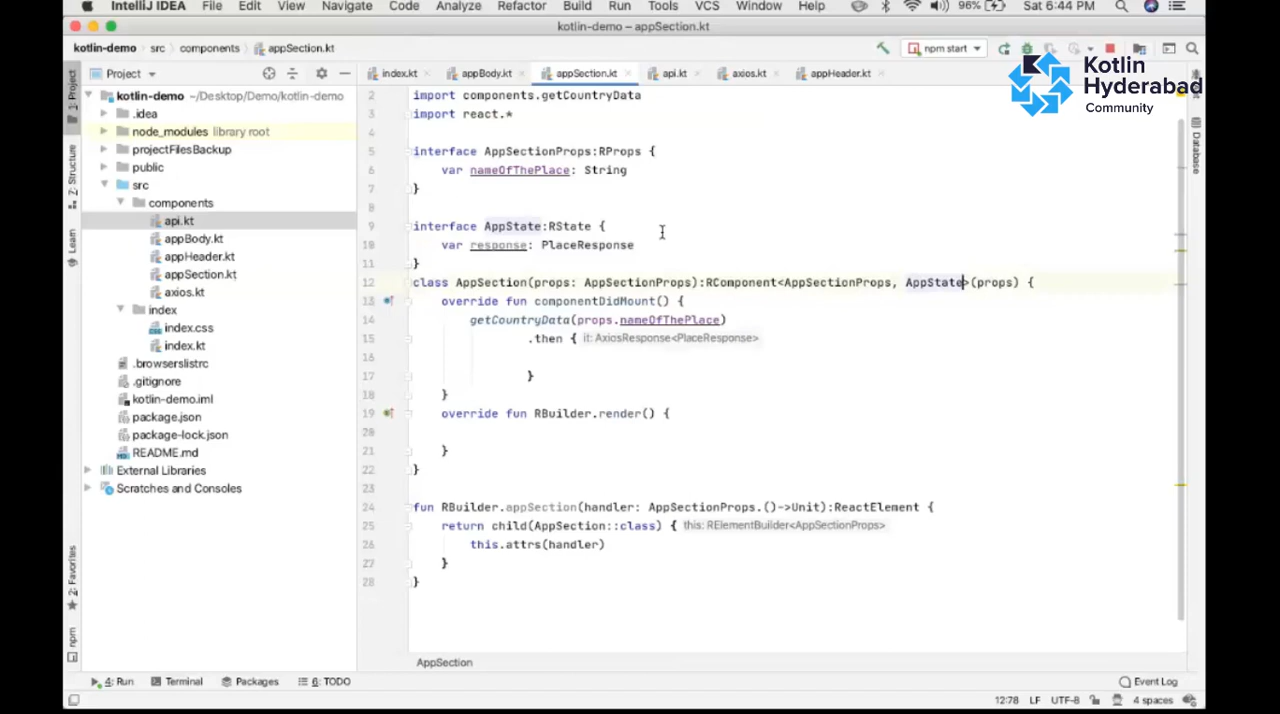 IntelliJ IDEA File Edit View Navigate Code Analyze Refactor Build Run Tools VCS Window Help 96% Sat 6:44 PM
kotlin-demo – appSection.kt
kotlin-demo src components appSection.kt npm start
Kotlin
Hyderabad
Community
Project index.kt appBody.kt appSection.kt api.kt axios.kt appHeader.kt
1: Project
Z: Structure
Learn
2: Favorites
npm
Database
kotlin-demo ~/Desktop/Demo/kotlin-demo
.idea
node_modules library root
projectFilesBackup
public
src
components
api.kt
appBody.kt
appHeader.kt
appSection.kt
axios.kt
index
index.css
index.kt
.browserslistrc
.gitignore
kotlin-demo.iml
package.json
package-lock.json
README.md
External Libraries
Scratches and Consoles
2 import components.getCountryData
3 import react.*
4
5 interface AppSectionProps:RProps {
6 var nameOfThePlace: String
7 }
8
9 interface AppState:RState {
10 var response: PlaceResponse
11 }
12 class AppSection(props: AppSectionProps):RComponent<AppSectionProps, AppState>(props) {
13 override fun componentDidMount() {
14 getCountryData(props.nameOfThePlace)
15 .then { it: AxiosResponse<PlaceResponse>
16
17 }
18 }
19 override fun RBuilder.render() {
20
21 }
22 }
23
24 fun RBuilder.appSection(handler: AppSectionProps.()->Unit):ReactElement {
25 return child(AppSection::class) { this: RElementBuilder<AppSectionProps>
26 this.attrs(handler)
27 }
28 }
AppSection
4: Run Terminal Packages 6: TODO Event Log
12:78 LF UTF-8 4 spaces